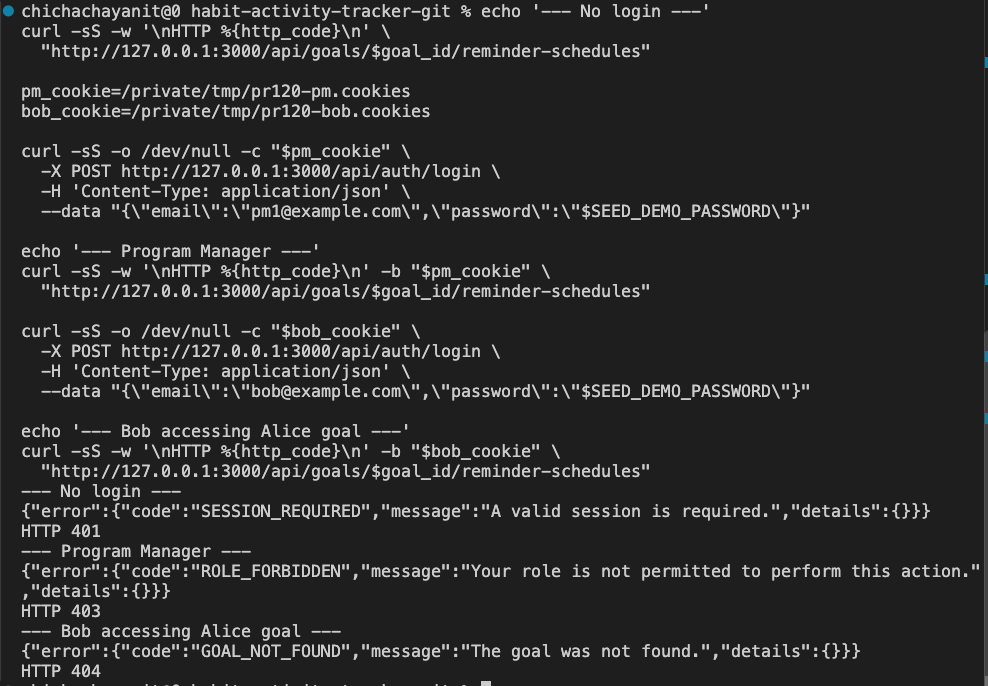 chichachayanit@0 habit-activity-tracker-git % echo '--- No login ---'
curl -sS -w '\nHTTP %{http_code}\n' \
  "http://127.0.0.1:3000/api/goals/$goal_id/reminder-schedules"

pm_cookie=/private/tmp/pr120-pm.cookies
bob_cookie=/private/tmp/pr120-bob.cookies

curl -sS -o /dev/null -c "$pm_cookie" \
  -X POST http://127.0.0.1:3000/api/auth/login \
  -H 'Content-Type: application/json' \
  --data "{\"email\":\"pm1@example.com\",\"password\":\"$SEED_DEMO_PASSWORD\"}"

echo '--- Program Manager ---'
curl -sS -w '\nHTTP %{http_code}\n' -b "$pm_cookie" \
  "http://127.0.0.1:3000/api/goals/$goal_id/reminder-schedules"

curl -sS -o /dev/null -c "$bob_cookie" \
  -X POST http://127.0.0.1:3000/api/auth/login \
  -H 'Content-Type: application/json' \
  --data "{\"email\":\"bob@example.com\",\"password\":\"$SEED_DEMO_PASSWORD\"}"

echo '--- Bob accessing Alice goal ---'
curl -sS -w '\nHTTP %{http_code}\n' -b "$bob_cookie" \
  "http://127.0.0.1:3000/api/goals/$goal_id/reminder-schedules"
--- No login ---
{"error":{"code":"SESSION_REQUIRED","message":"A valid session is required.","details":{}}}
HTTP 401
--- Program Manager ---
{"error":{"code":"ROLE_FORBIDDEN","message":"Your role is not permitted to perform this action."
,"details":{}}}
HTTP 403
--- Bob accessing Alice goal ---
{"error":{"code":"GOAL_NOT_FOUND","message":"The goal was not found.","details":{}}}
HTTP 404